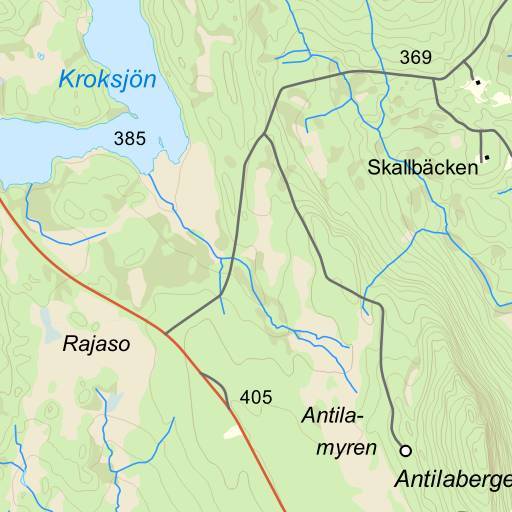 369
Kroksjön
385
Skallbäcken
Rajaso
405
Antila-
myren
Antilaberge